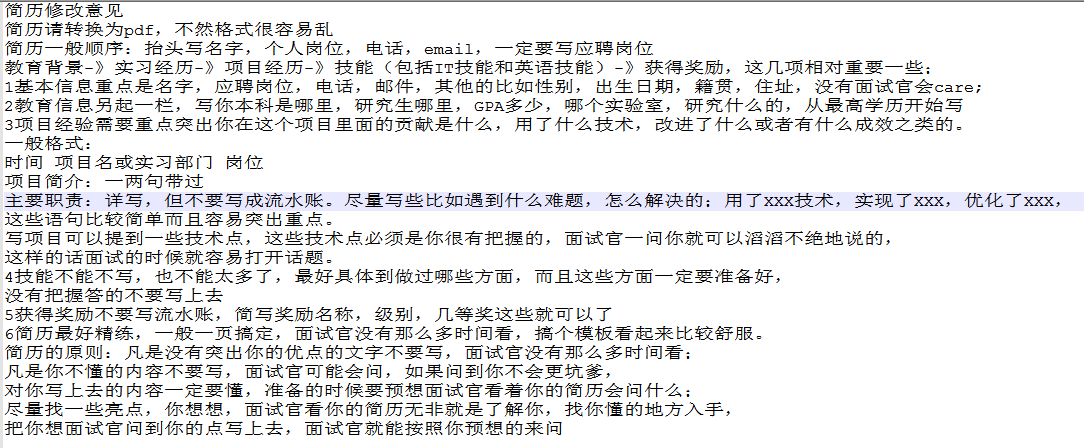 简历修改意见
简历请转换为pdf，不然格式很容易乱
简历一般顺序：抬头写名字，个人岗位，电话，email，一定要写应聘岗位
教育背景-》实习经历-》项目经历-》技能（包括IT技能和英语技能）-》获得奖励，这几项相对重要一些；
1基本信息重点是名字，应聘岗位，电话，邮件，其他的比如性别，出生日期，籍贯，住址，没有面试官会care；
2教育信息另起一栏，写你本科是哪里，研究生哪里，GPA多少，哪个实验室，研究什么的，从最高学历开始写
3项目经验需要重点突出你在这个项目里面的贡献是什么，用了什么技术，改进了什么或者有什么成效之类的。
一般格式：
时间 项目名或实习部门 岗位
项目简介：一两句带过
主要职责：详写，但不要写成流水账。尽量写些比如遇到什么难题，怎么解决的；用了xxx技术，实现了xxx，优化了xxx，
这些语句比较简单而且容易突出重点。
写项目可以提到一些技术点，这些技术点必须是你很有把握的，面试官一问你就可以滔滔不绝地说的，
这样的话面试的时候就容易打开话题。
4技能不能不写，也不能太多了，最好具体到做过哪些方面，而且这些方面一定要准备好，
没有把握答的不要写上去
5获得奖励不要写流水账，简写奖励名称，级别，几等奖这些就可以了
6简历最好精练，一般一页搞定，面试官没有那么多时间看，搞个模板看起来比较舒服。
简历的原则：凡是没有突出你的优点的文字不要写，面试官没有那么多时间看；
凡是你不懂的内容不要写，面试官可能会问，如果问到你不会更坑爹，
对你写上去的内容一定要懂，准备的时候要预想面试官看着你的简历会问什么；
尽量找一些亮点，你想想，面试官看你的简历无非就是了解你，找你懂的地方入手，
把你想面试官问到你的点写上去，面试官就能按照你预想的来问